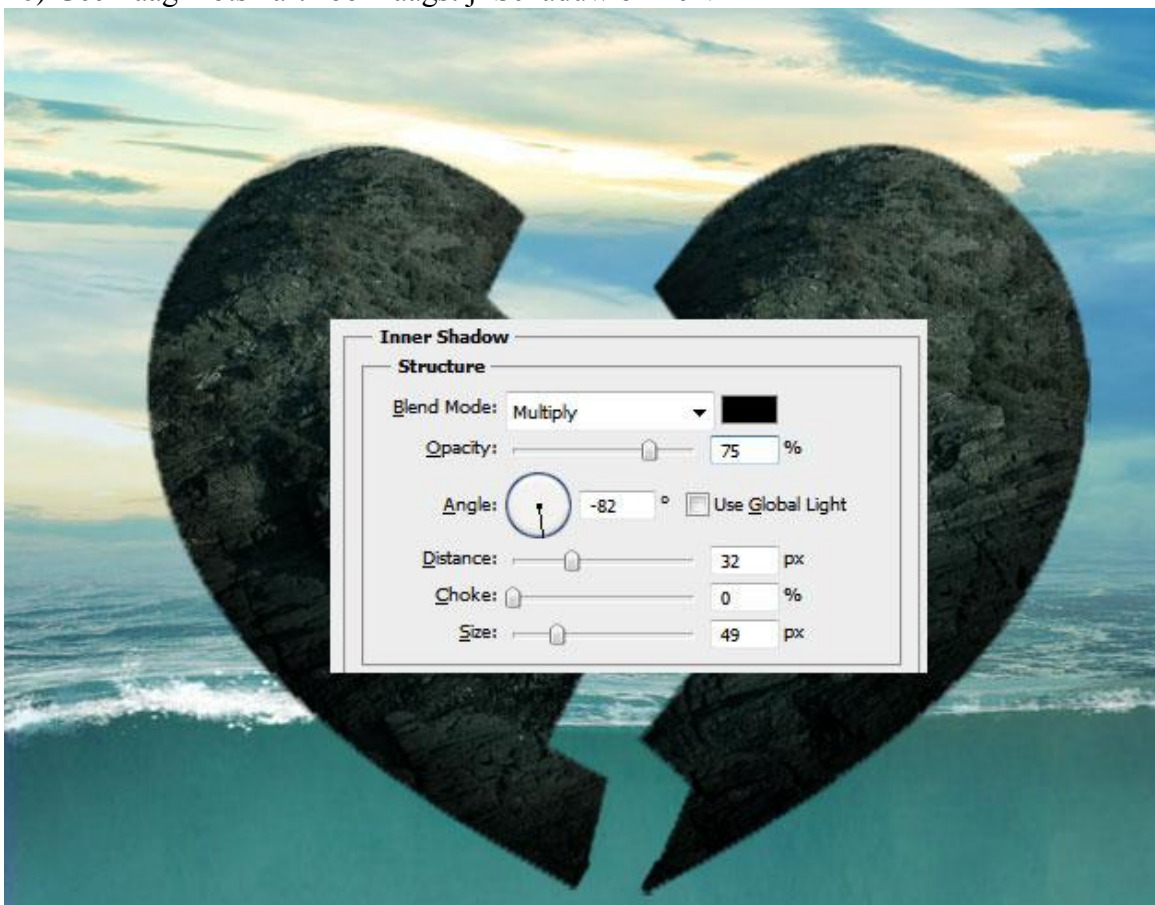 Inner Shadow
Structure
Blend Mode: Multiply
Opacity: 75 %
Angle: -82 ° Use Global Light
Distance: 32 px
Choke: 0 %
Size: 49 px